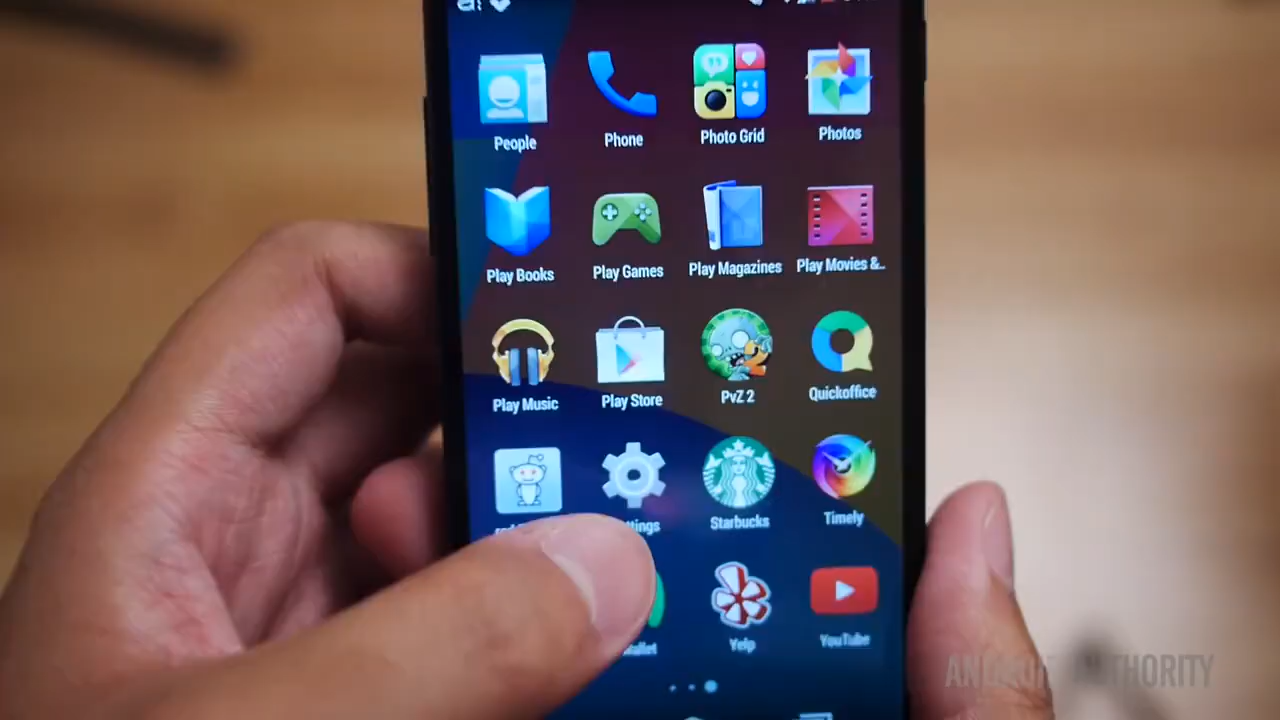 People Phone Photo Grid Photos
Play Books Play Games Play Magazines Play Movies &..
Play Music Play Store PvZ 2 Quickoffice
Starbucks Timely
Yelp YouTube